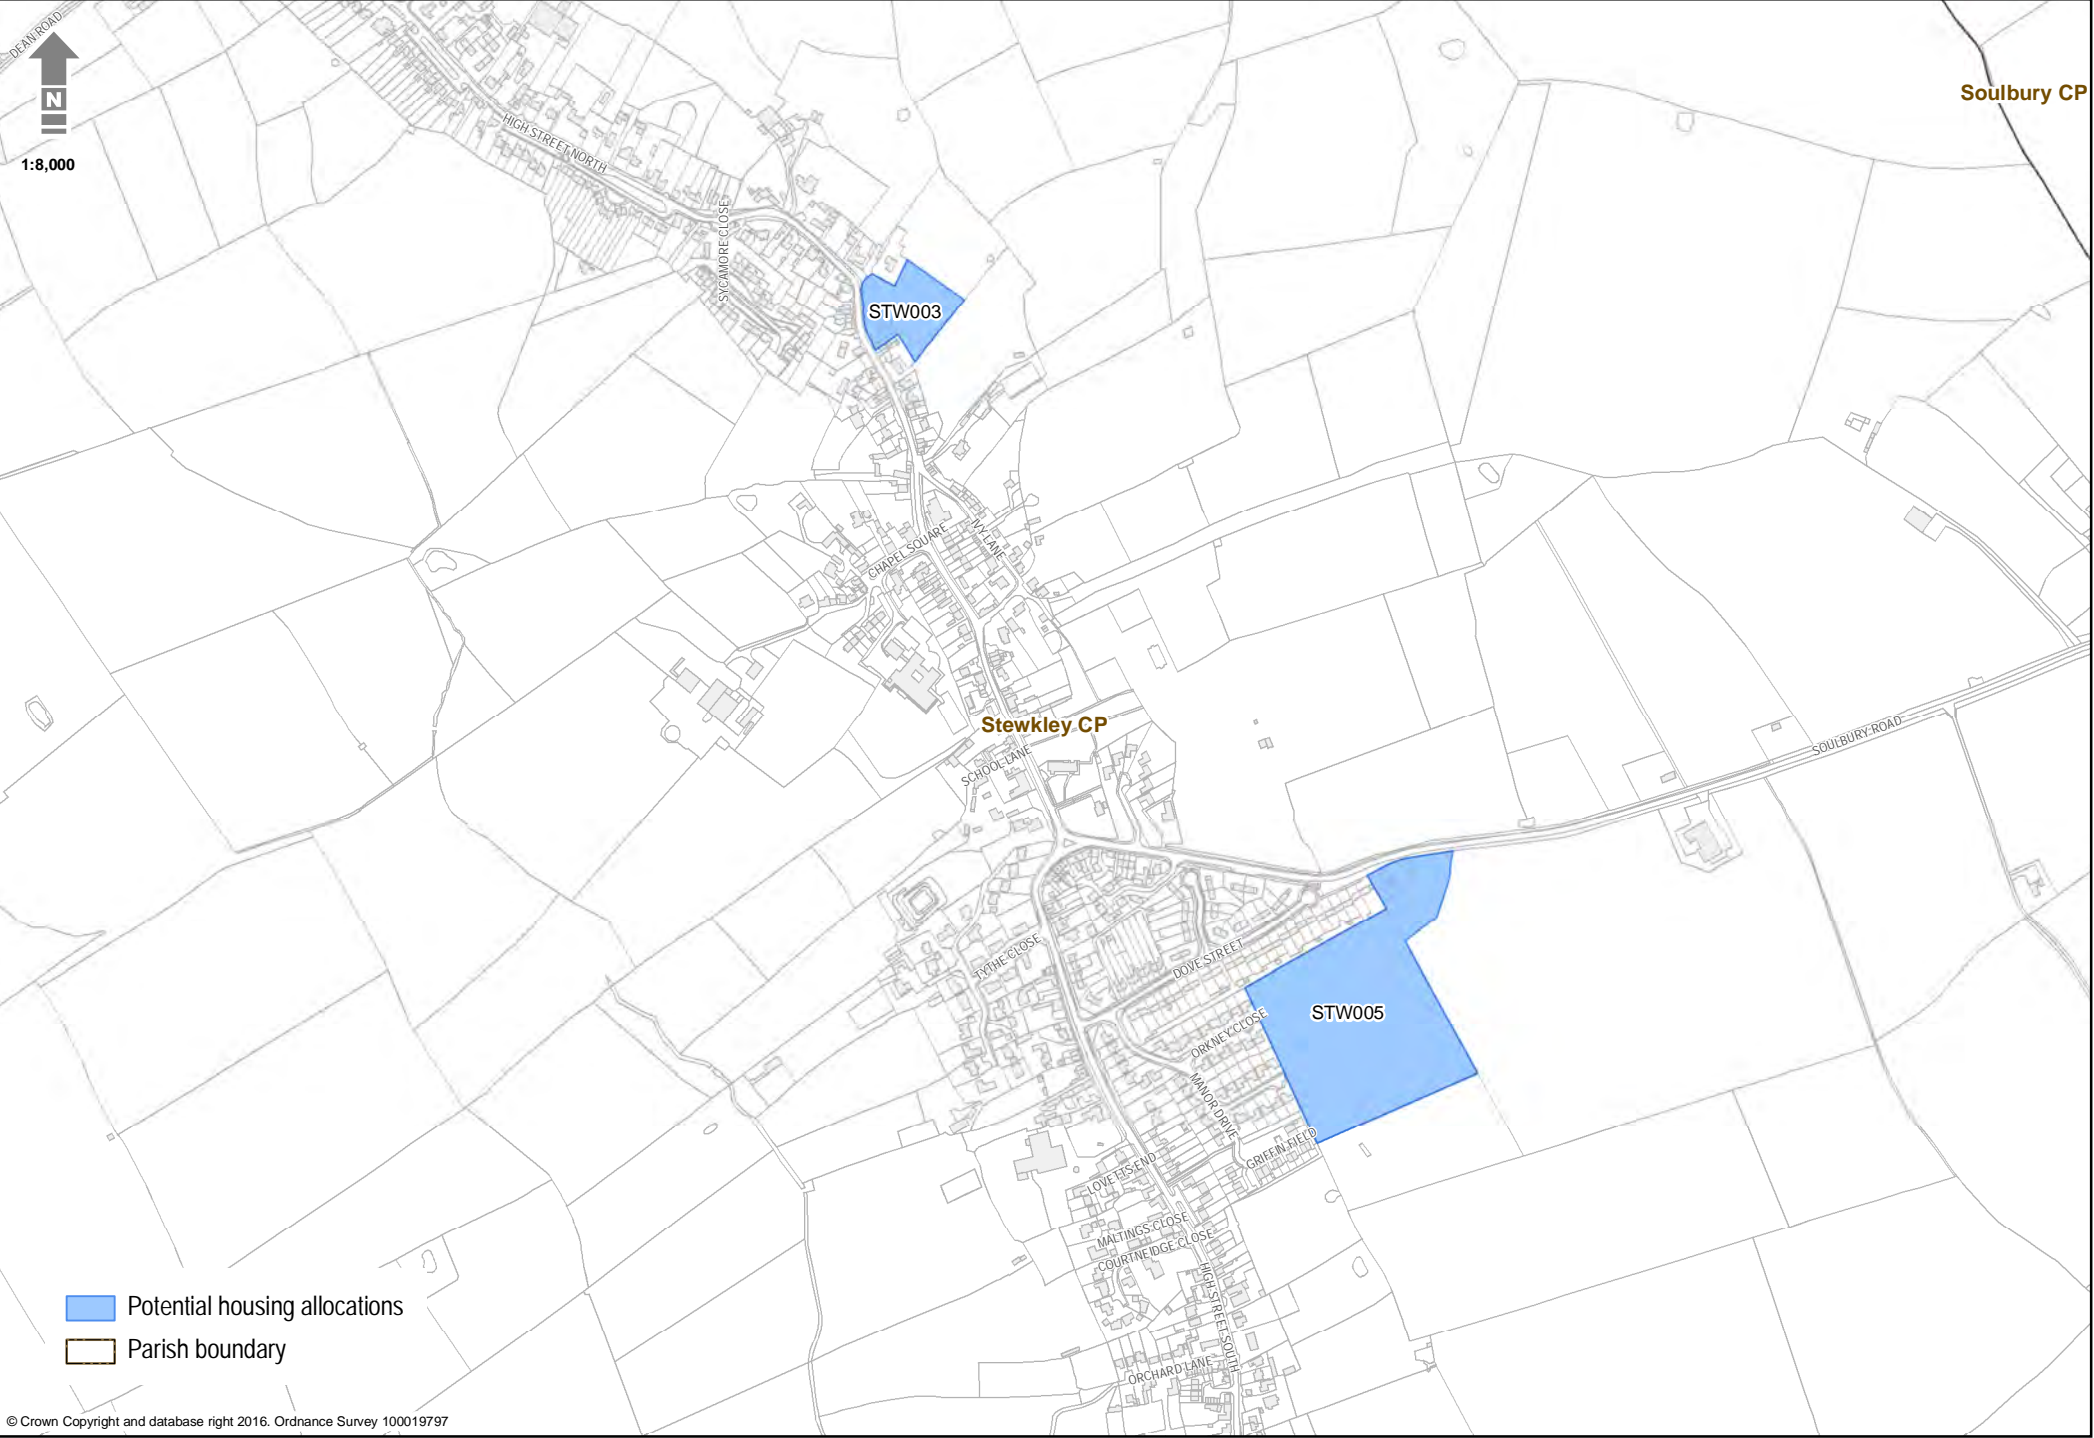 DEAN ROAD
N
1:8,000
Soulbury CP
HIGH STREET NORTH
SYCAMORE CLOSE
STW003
IVY LANE
CHAPEL SQUARE
Stewkley CP
SCHOOL LANE
SOULBURY ROAD
TYTHE CLOSE
DOVE STREET
STW005
ORKNEY CLOSE
MANOR DRIVE
GRIFFIN FIELD
LOVETTS END
MALTINGS CLOSE
COURTNEIDGE CLOSE
HIGH STREET SOUTH
ORCHARD LANE
Potential housing allocations
Parish boundary
© Crown Copyright and database right 2016. Ordnance Survey 100019797